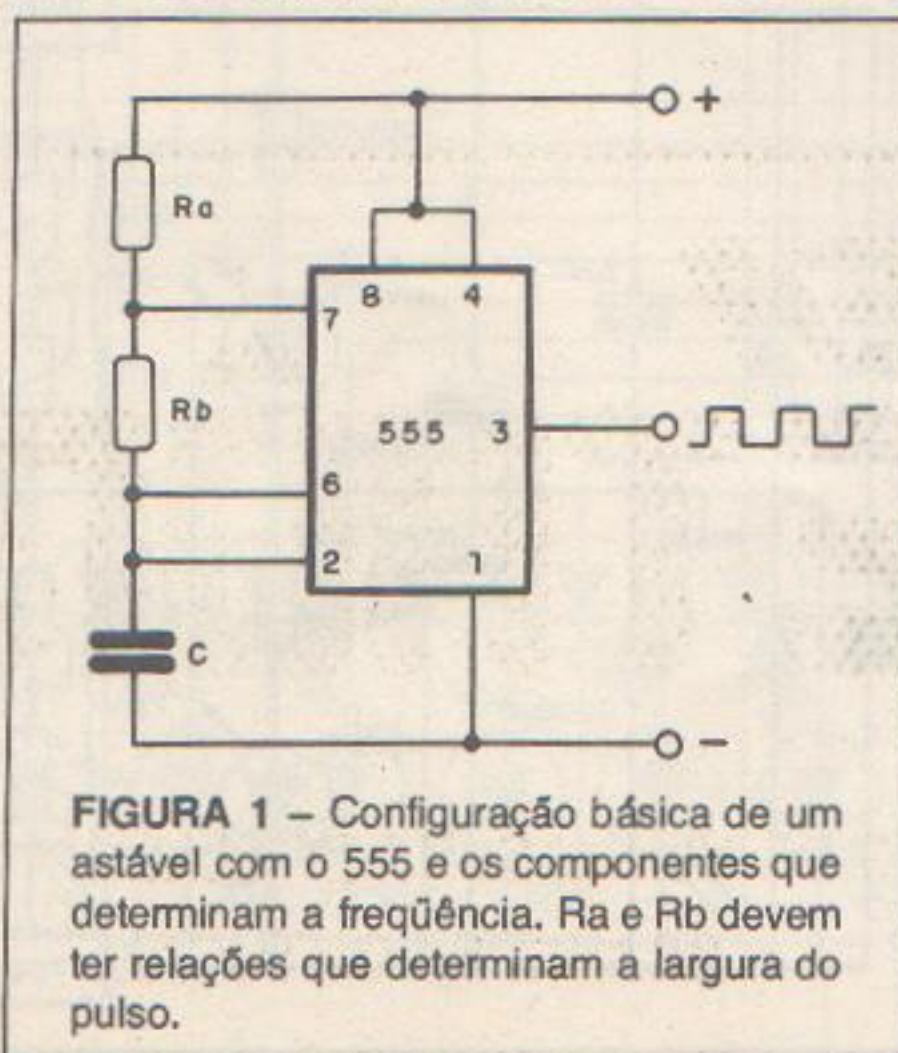 +
Ra
8 4
7
Rb
555 3
6
2 1
C
–
FIGURA 1 – Configuração básica de um
astável com o 555 e os componentes que
determinam a freqüência. Ra e Rb devem
ter relações que determinam a largura do
pulso.